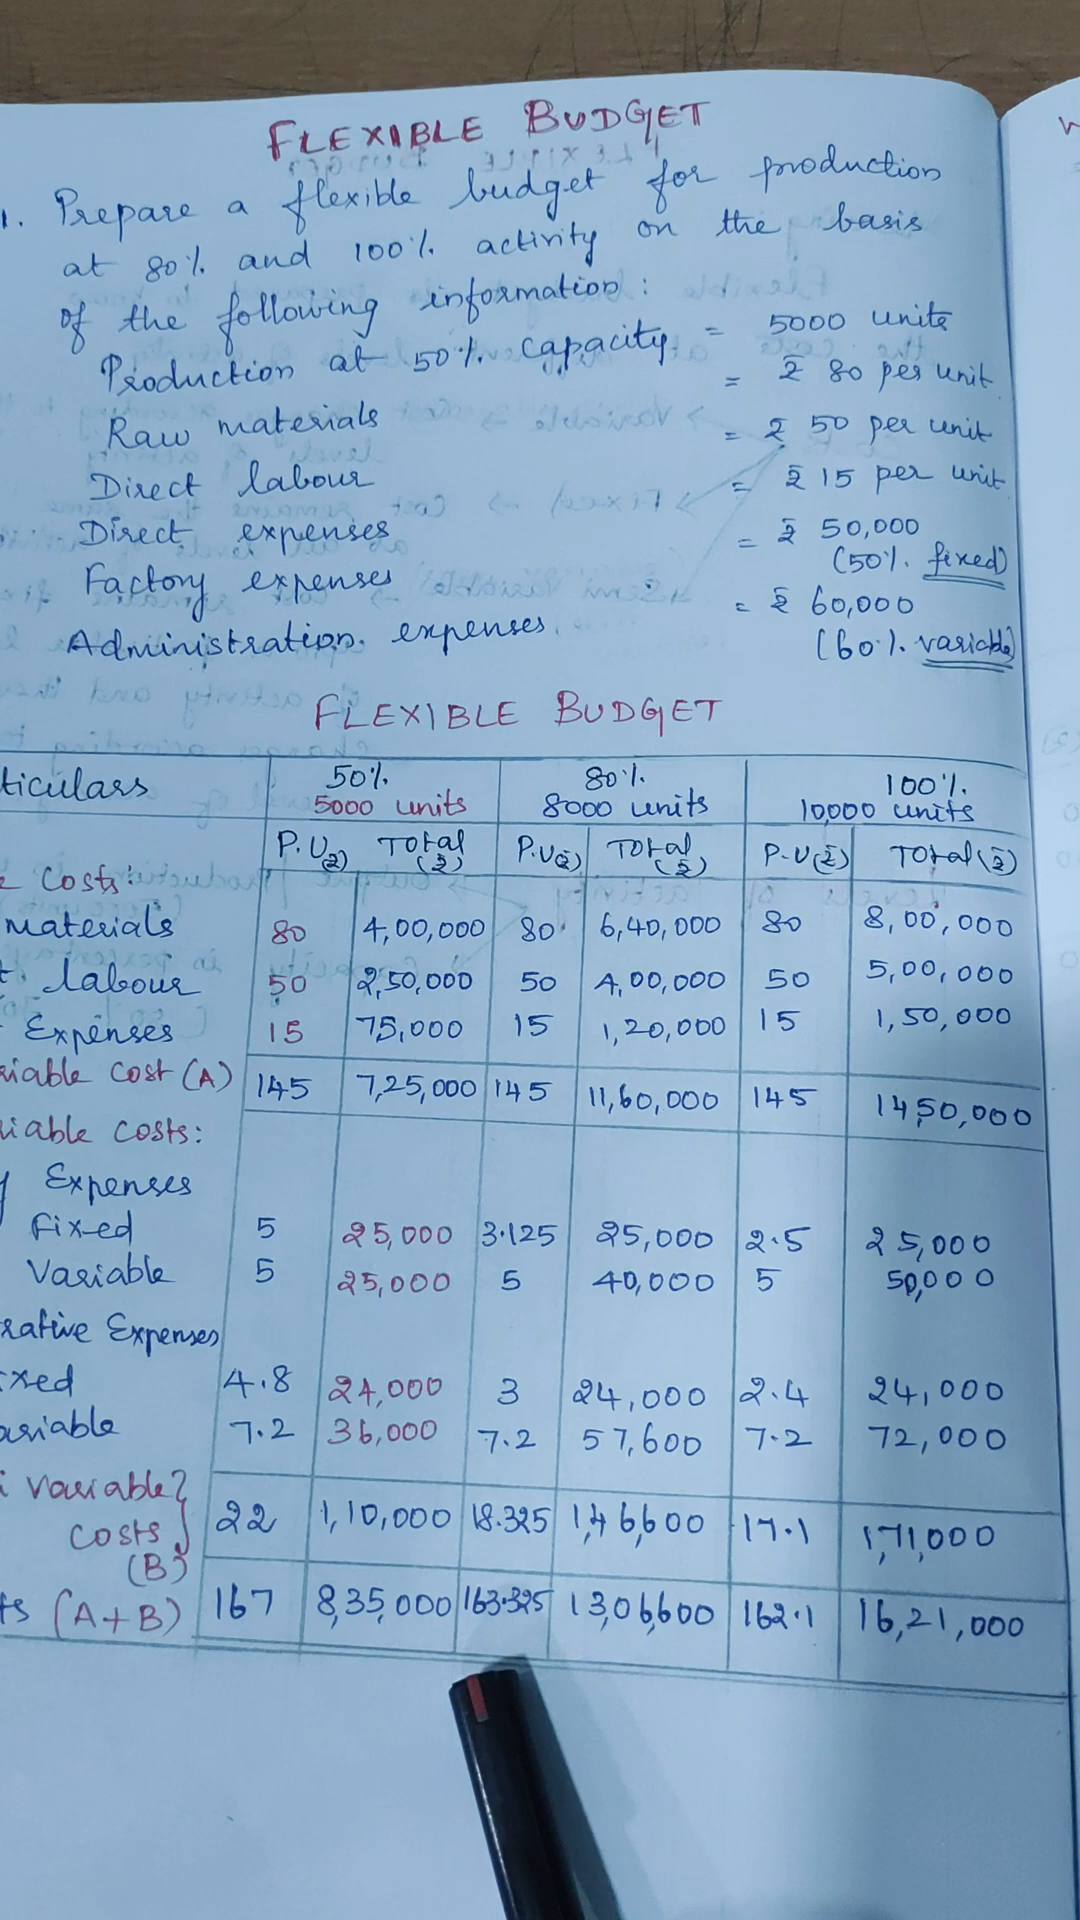 FLEXIBLE BUDGET
1. Prepare a flexible budget for production
at 80% and 100% activity on the basis
of the following information:
Production at 50% capacity = 5000 units
Raw materials = ₹ 80 per unit
Direct labour = ₹ 50 per unit
Direct expenses = ₹ 15 per unit
Factory expenses = ₹ 50,000
(50% fixed)
Administration expenses = ₹ 60,000
(60% variable)
FLEXIBLE BUDGET
ticulars 50% 80% 100%
5000 units 8000 units 10,000 units
P.U(₹) Total (₹) P.U(₹) Total (₹) P.U(₹) Total (₹)
e costs:
materials 80 4,00,000 80 6,40,000 80 8,00,000
t labour 50 2,50,000 50 4,00,000 50 5,00,000
Expenses 15 75,000 15 1,20,000 15 1,50,000
riable cost (A) 145 7,25,000 145 11,60,000 145 14,50,000
riable costs:
y Expenses
Fixed 5 25,000 3.125 25,000 2.5 25,000
Variable 5 25,000 5 40,000 5 50,000
rative Expenses
ixed 4.8 24,000 3 24,000 2.4 24,000
ariable 7.2 36,000 7.2 57,600 7.2 72,000
i variable
costs (B) 22 1,10,000 18.325 1,46,600 17.1 1,71,000
ts (A+B) 167 8,35,000 163.325 13,06,600 162.1 16,21,000